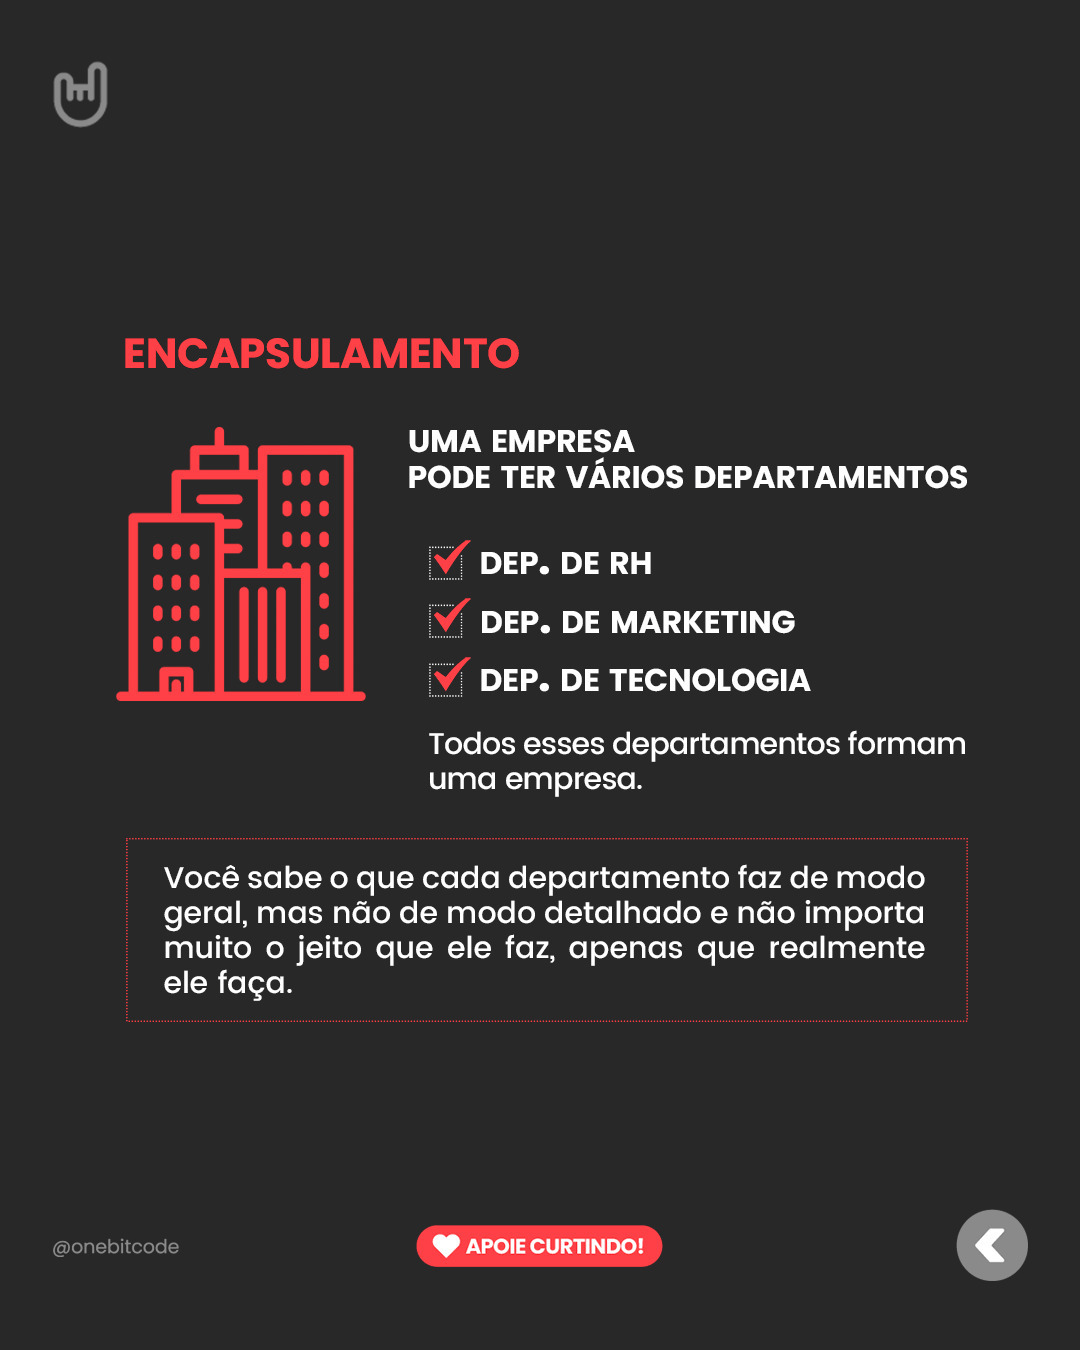 ENCAPSULAMENTO
UMA EMPRESA
PODE TER VÁRIOS DEPARTAMENTOS
DEP. DE RH
DEP. DE MARKETING
DEP. DE TECNOLOGIA
Todos esses departamentos formam
uma empresa.
Você sabe o que cada departamento faz de modo
geral, mas não de modo detalhado e não importa
muito o jeito que ele faz, apenas que realmente
ele faça.
@onebitcode
APOIE CURTINDO!